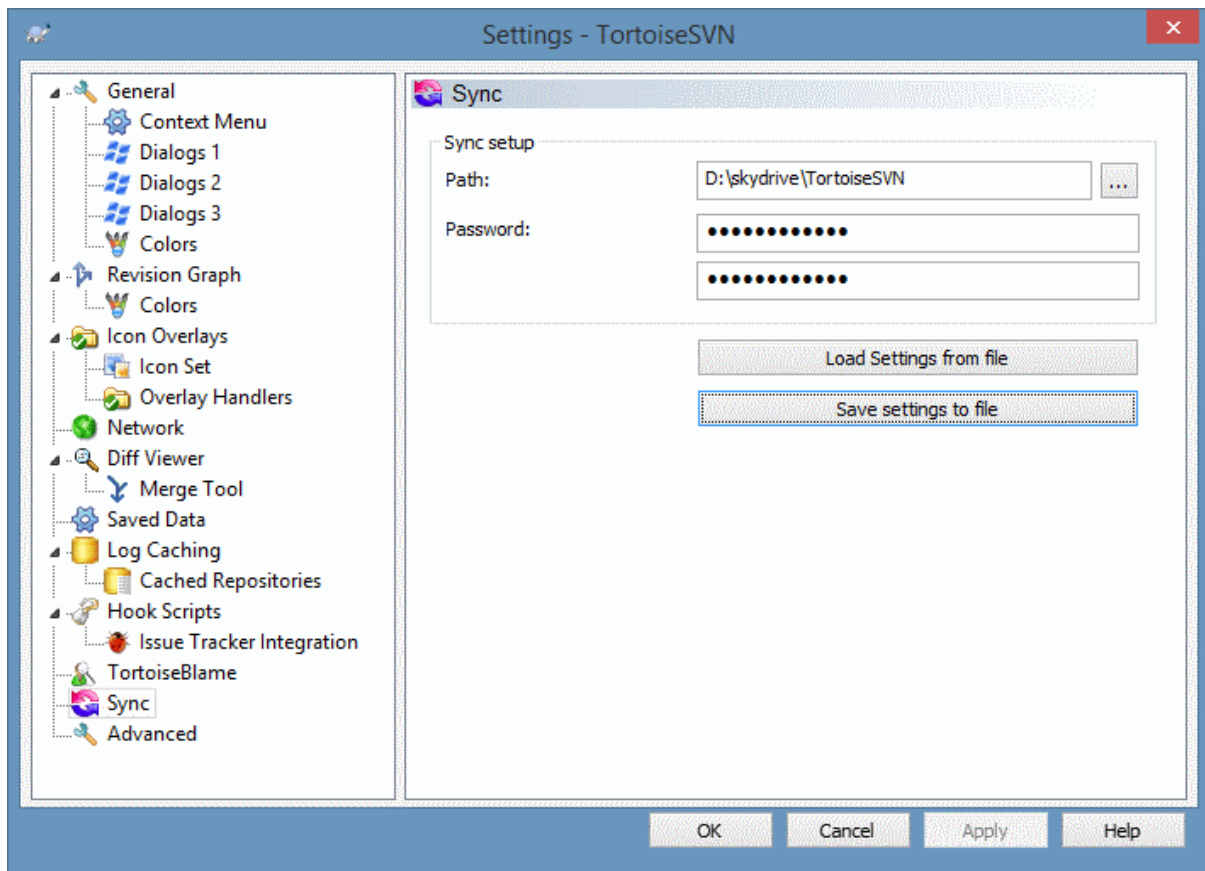 Settings - TortoiseSVN
General
Context Menu
Dialogs 1
Dialogs 2
Dialogs 3
Colors
Revision Graph
Colors
Icon Overlays
Icon Set
Overlay Handlers
Network
Diff Viewer
Merge Tool
Saved Data
Log Caching
Cached Repositories
Hook Scripts
Issue Tracker Integration
TortoiseBlame
Sync
Advanced
Sync
Sync setup
Path:
D:\skydrive\TortoiseSVN
...
Password:
●●●●●●●●●●●●
●●●●●●●●●●●●
Load Settings from file
Save settings to file
OK
Cancel
Apply
Help